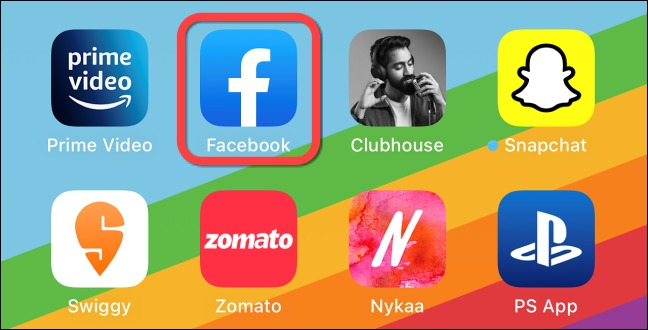 prime
video
Prime Video
f
Facebook
Clubhouse
Snapchat
Swiggy
zomato
Zomato
N
Nykaa
PS App